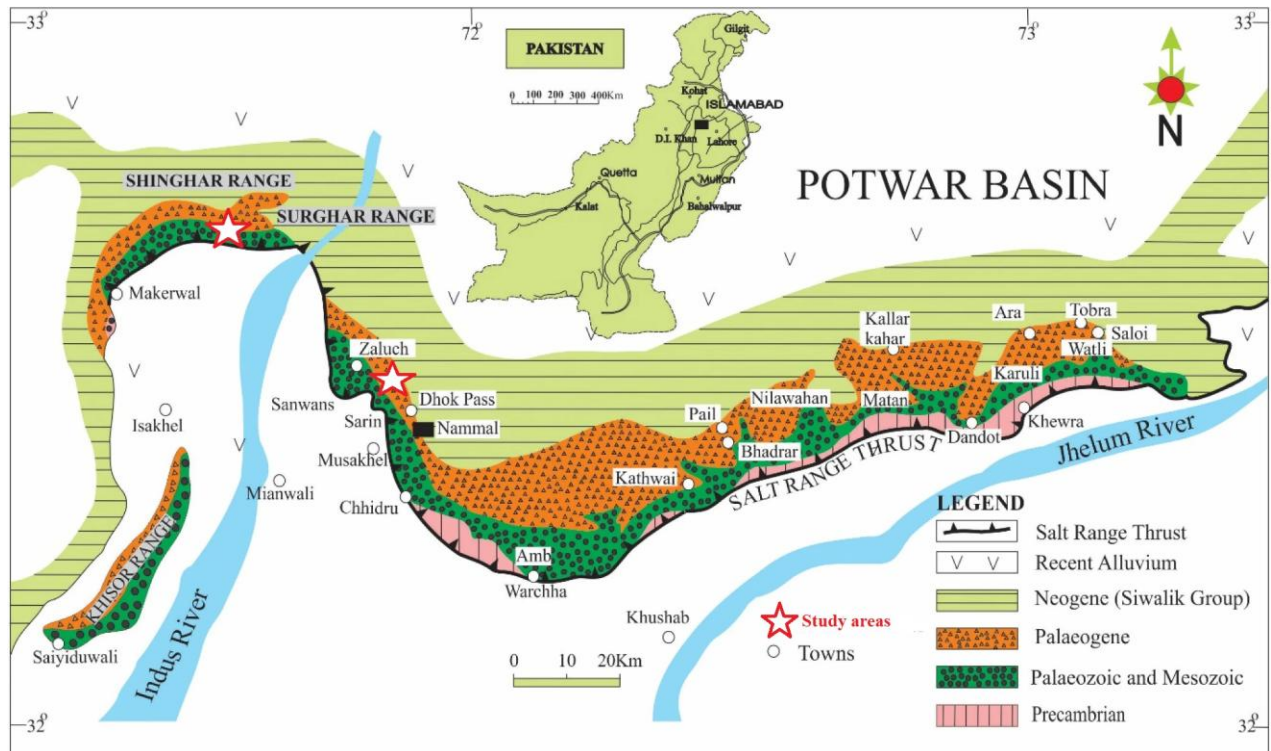 33°
72°
73°
33°
PAKISTAN
0 100 200 300 400Km
Gilgit
Kohat
ISLAMABAD
D.I. Khan
Lahore
Quetta
Multan
Kalat
Bahalwalpur
N
POTWAR BASIN
SHINGHAR RANGE
SURGHAR RANGE
Makerwal
Zaluch
Sanwans
Dhok Pass
Sarin
Nammal
Isakhel
Musakhel
Mianwali
Chhidru
Kallar
kahar
Ara
Tobra
Saloi
Watli
Karuli
Nilawahan
Matan
Pail
Bhadrar
Dandot
Khewra
Kathwai
SALT RANGE THRUST
Jhelum River
Amb
Warchha
Khushab
KHISOR RANGE
Saiyiduwali
Indus River
0 10 20Km
Study areas
Towns
LEGEND
Salt Range Thrust
Recent Alluvium
Neogene (Siwalik Group)
Palaeogene
Palaeozoic and Mesozoic
Precambrian
32°
32°